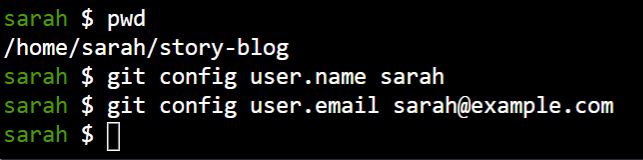 sarah $ pwd
/home/sarah/story-blog
sarah $ git config user.name sarah
sarah $ git config user.email sarah@example.com
sarah $